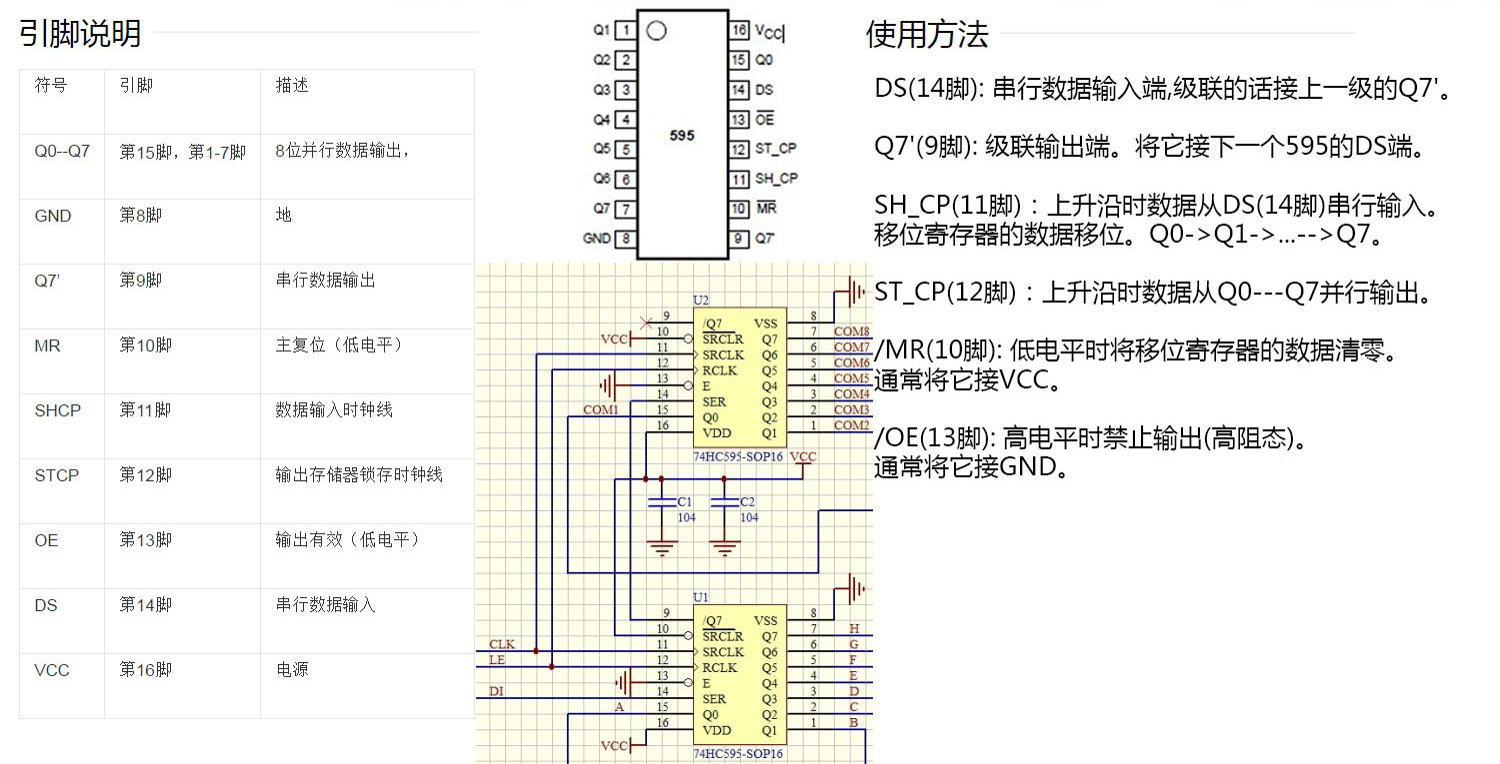 引脚说明
符号 引脚 描述
Q0--Q7 第15脚，第1-7脚 8位并行数据输出，
GND 第8脚 地
Q7’ 第9脚 串行数据输出
MR 第10脚 主复位（低电平）
SHCP 第11脚 数据输入时钟线
STCP 第12脚 输出存储器锁存时钟线
OE 第13脚 输出有效（低电平）
DS 第14脚 串行数据输入
VCC 第16脚 电源
Q1 1 16 VCC
Q2 2 15 Q0
Q3 3 14 DS
Q4 4 13 OE
595
Q5 5 12 ST_CP
Q6 6 11 SH_CP
Q7 7 10 MR
GND 8 9 Q7'
U2
9 /Q7 VSS 8
VCC 10 SRCLR Q7 7 COM8
11 SRCLK Q6 6 COM7
12 RCLK Q5 5 COM6
13 E Q4 4 COM5
14 SER Q3 3 COM4
COM1 15 Q0 Q2 2 COM3
16 VDD Q1 1 COM2
74HC595-SOP16 VCC
C1 C2
104 104
U1
9 /Q7 VSS 8
10 SRCLR Q7 7 H
CLK 11 SRCLK Q6 6 G
LE 12 RCLK Q5 5 F
13 E Q4 4 E
DI 14 SER Q3 3 D
A 15 Q0 Q2 2 C
16 VDD Q1 1 B
VCC
74HC595-SOP16
使用方法
DS(14脚): 串行数据输入端,级联的话接上一级的Q7'。
Q7'(9脚): 级联输出端。将它接下一个595的DS端。
SH_CP(11脚)：上升沿时数据从DS(14脚)串行输入。
移位寄存器的数据移位。Q0->Q1->...-->Q7。
ST_CP(12脚)：上升沿时数据从Q0---Q7并行输出。
/MR(10脚): 低电平时将移位寄存器的数据清零。
通常将它接VCC。
/OE(13脚): 高电平时禁止输出(高阻态)。
通常将它接GND。